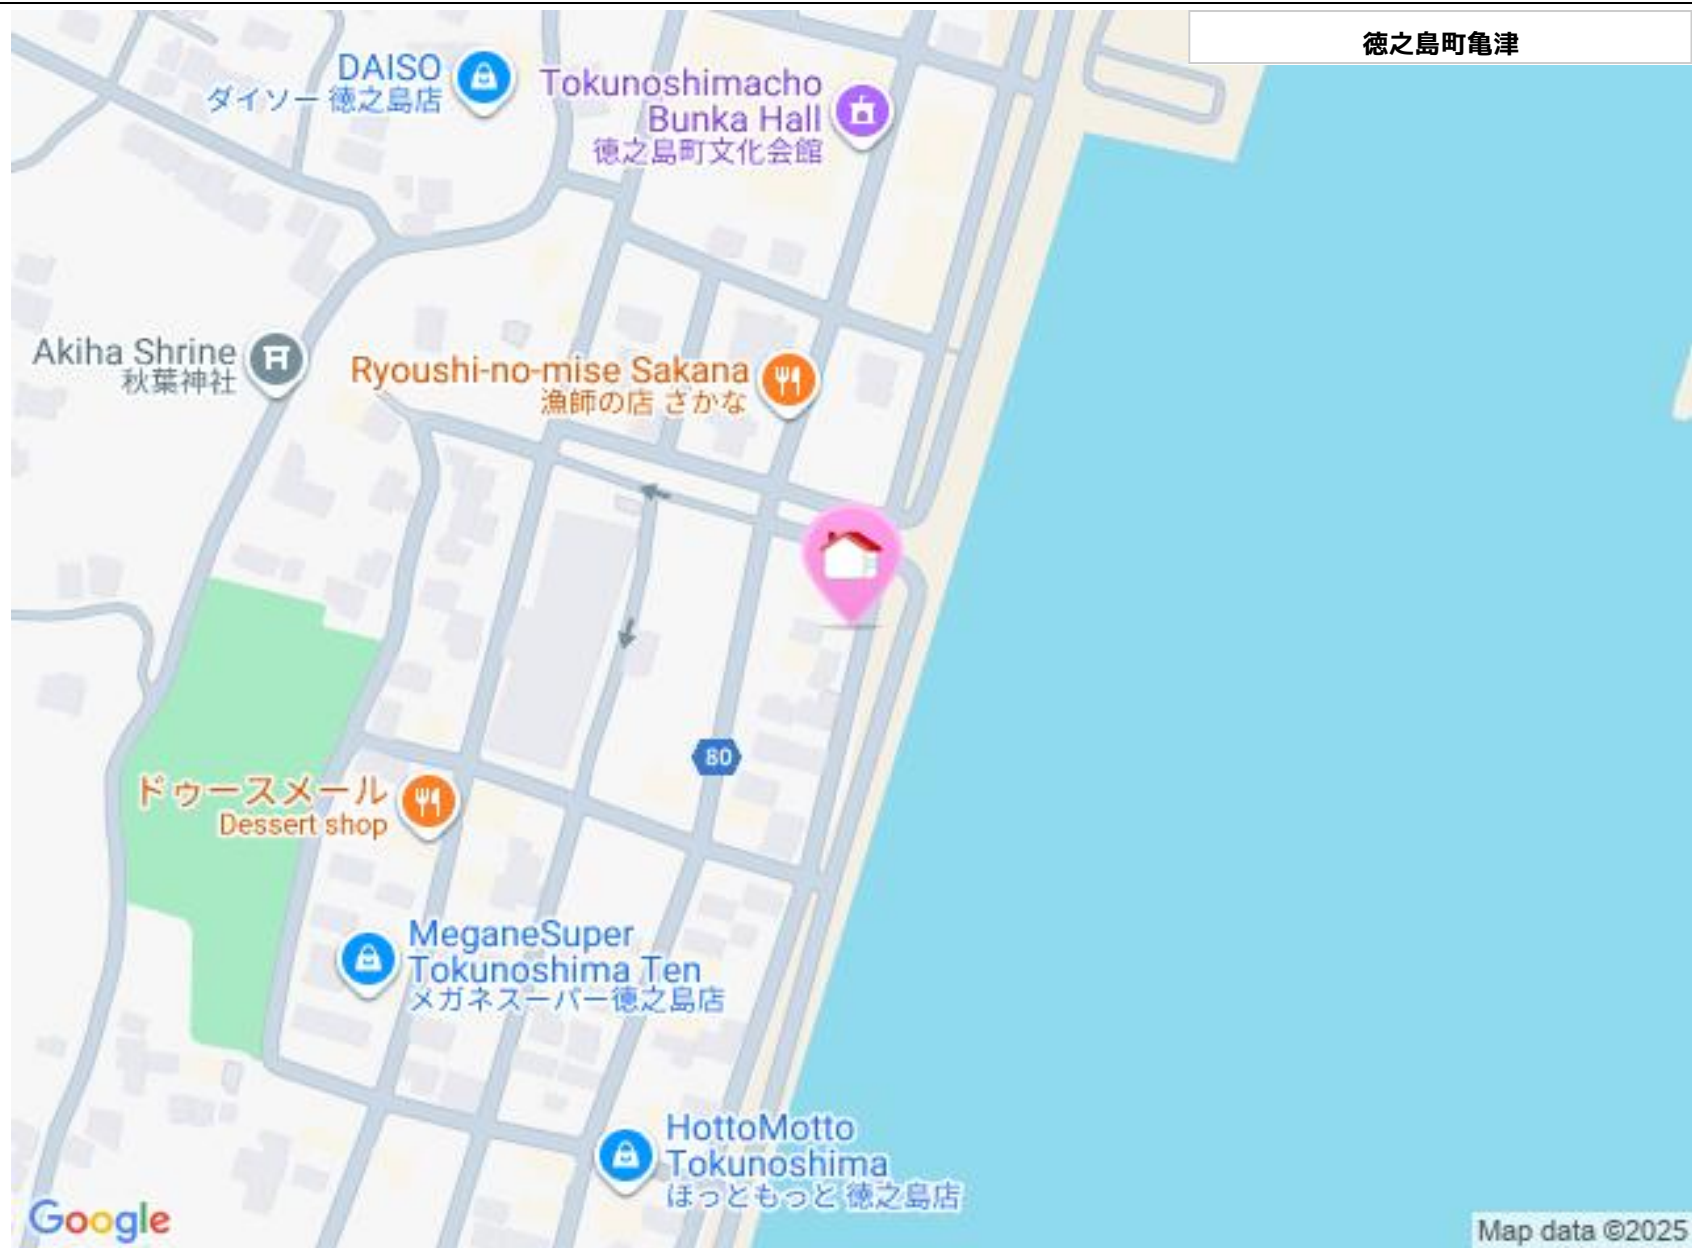 徳之島町亀津
DAISO
ダイソー 徳之島店
Tokunoshimacho
Bunka Hall
徳之島町文化会館
Akiha Shrine
秋葉神社
Ryoushi-no-mise Sakana
漁師の店 さかな
80
ドゥースメール
Dessert shop
MeganeSuper
Tokunoshima Ten
メガネスーパー徳之島店
HottoMotto
Tokunoshima
ほっともっと 徳之島店
Google
Map data ©2025